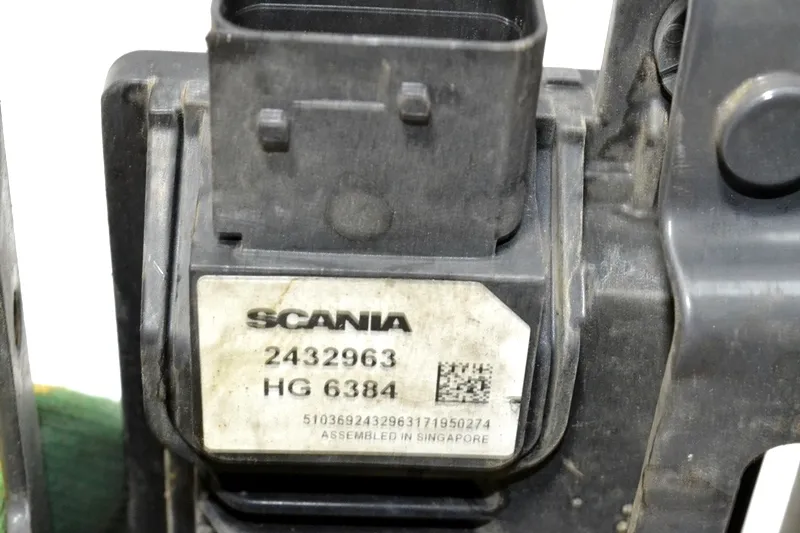 SCANIA
2432963
HG 6384
5103692432963171950274
ASSEMBLED IN SINGAPORE